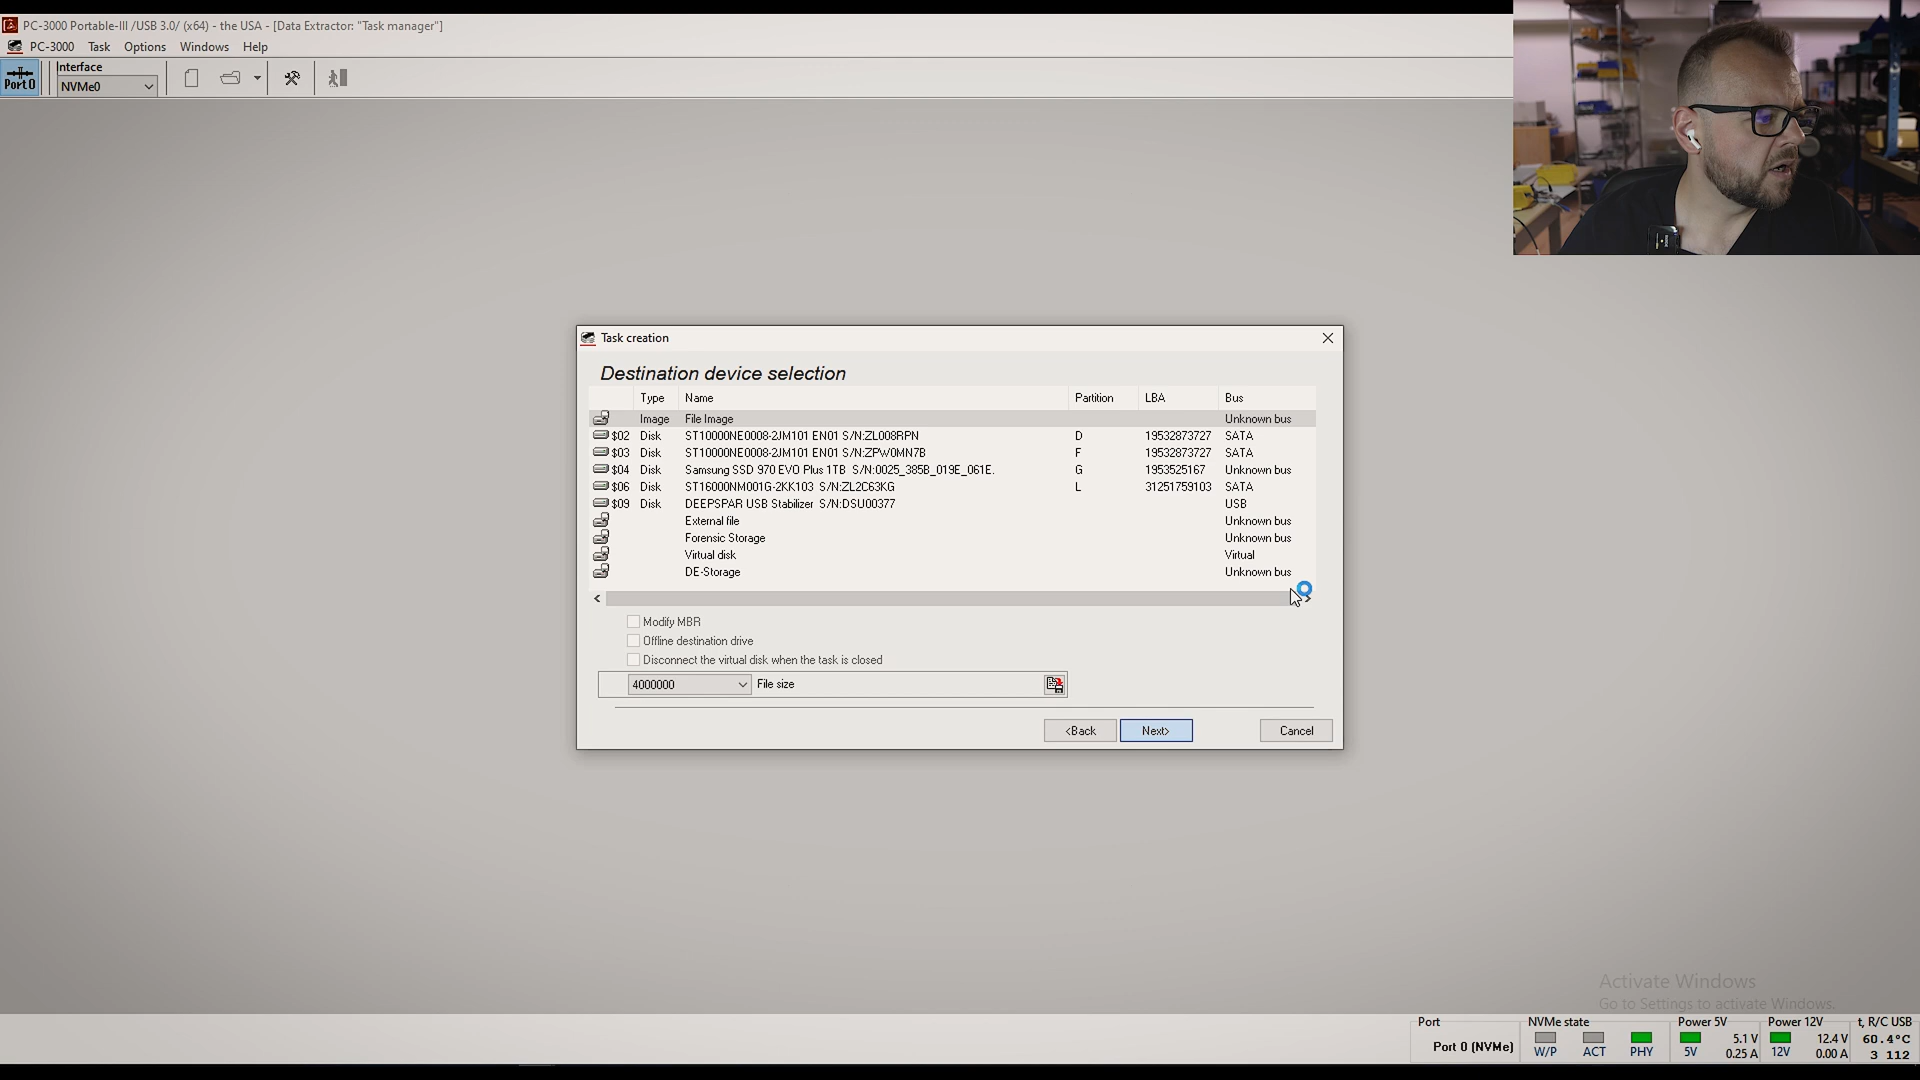 PC-3000 Portable-III /USB 3.0/ (x64) - the USA - [Data Extractor: "Task manager"]
PC-3000 Task Options Windows Help
Port0
Interface
NVMe0
Task creation
Destination device selection
Type Name Partition LBA Bus
Image File Image Unknown bus
$02 Disk ST10000NE0008-2JM101 EN01 S/N:ZL008RPN D 19532873727 SATA
$03 Disk ST10000NE0008-2JM101 EN01 S/N:ZPW0MN7B F 19532873727 SATA
$04 Disk Samsung SSD 970 EVO Plus 1TB S/N:0025_385B_019E_061E. G 1953525167 Unknown bus
$06 Disk ST16000NM001G-2KK103 S/N:ZL2C63KG L 31251759103 SATA
$09 Disk DEEPSPAR USB Stabilizer S/N:DSU00377 USB
External file Unknown bus
Forensic Storage Unknown bus
Virtual disk Virtual
DE-Storage Unknown bus
Modify MBR
Offline destination drive
Disconnect the virtual disk when the task is closed
4000000 File size
<Back Next> Cancel
Activate Windows
Go to Settings to activate Windows.
Port NVMe state Power 5V Power 12V t, R/C USB
Port 0 (NVMe) 5.1 V 12.4 V 60.4°C
W/P ACT PHY 5V 0.25 A 12V 0.00 A 3 112